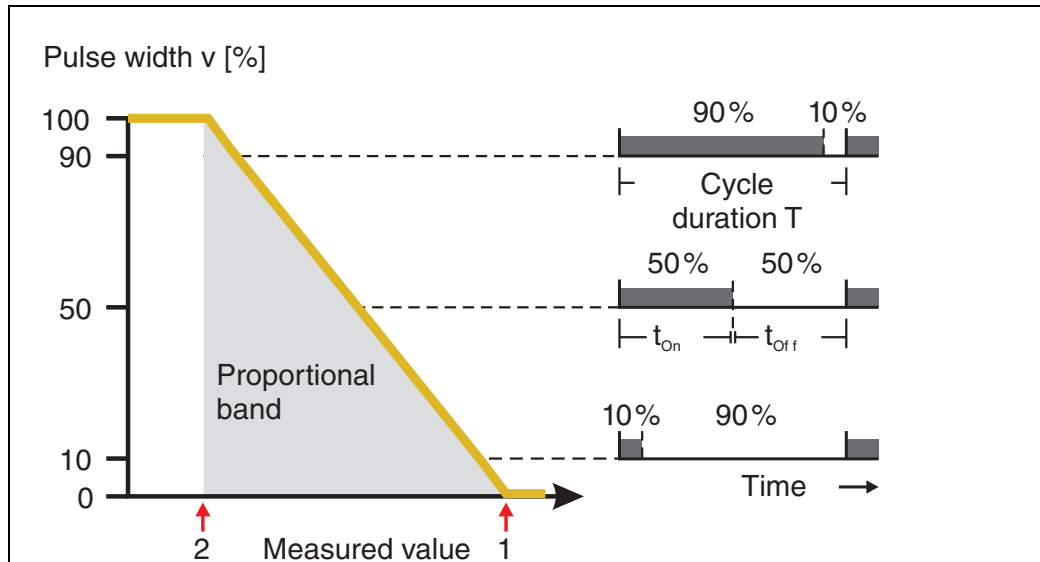 Pulse width v [%]
100
90
50
10
0
Proportional
band
2
Measured value
1
90 %
10 %
Cycle
duration T
50 %
50 %
tOn
tOff
10 %
90 %
Time